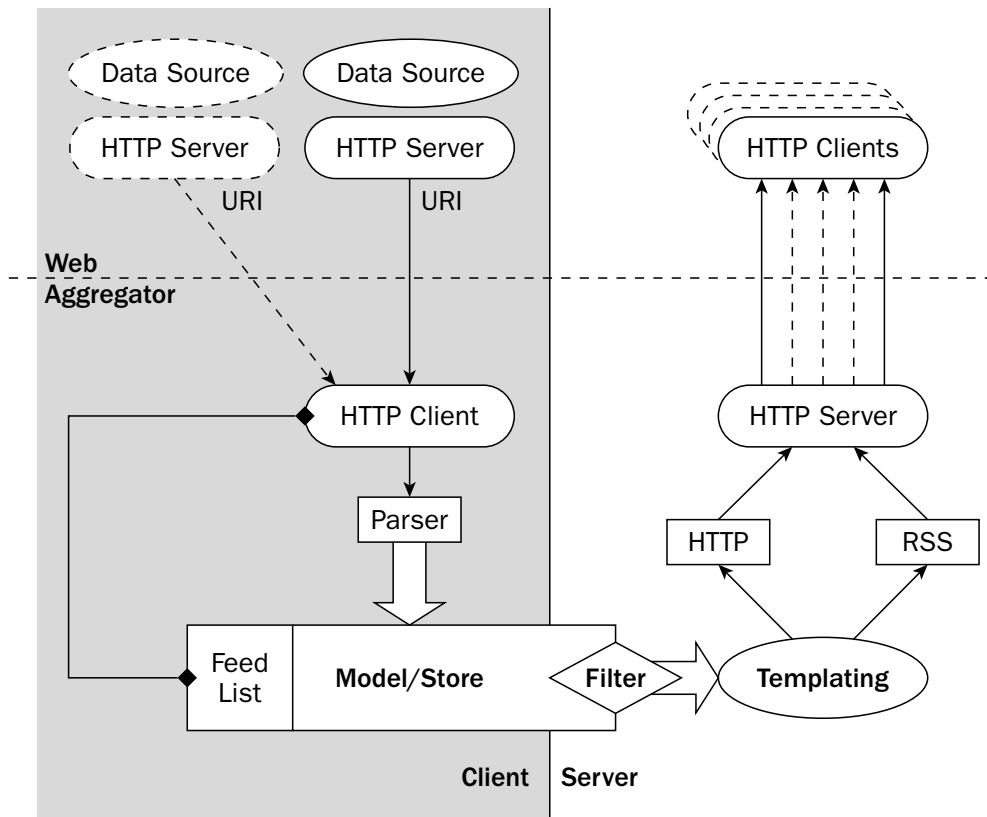 Data Source
Data Source
HTTP Server
HTTP Server
HTTP Clients
URI
URI
Web
Aggregator
HTTP Client
HTTP Server
Parser
HTTP
RSS
Feed
List
Model/Store
Filter
Templating
Client
Server